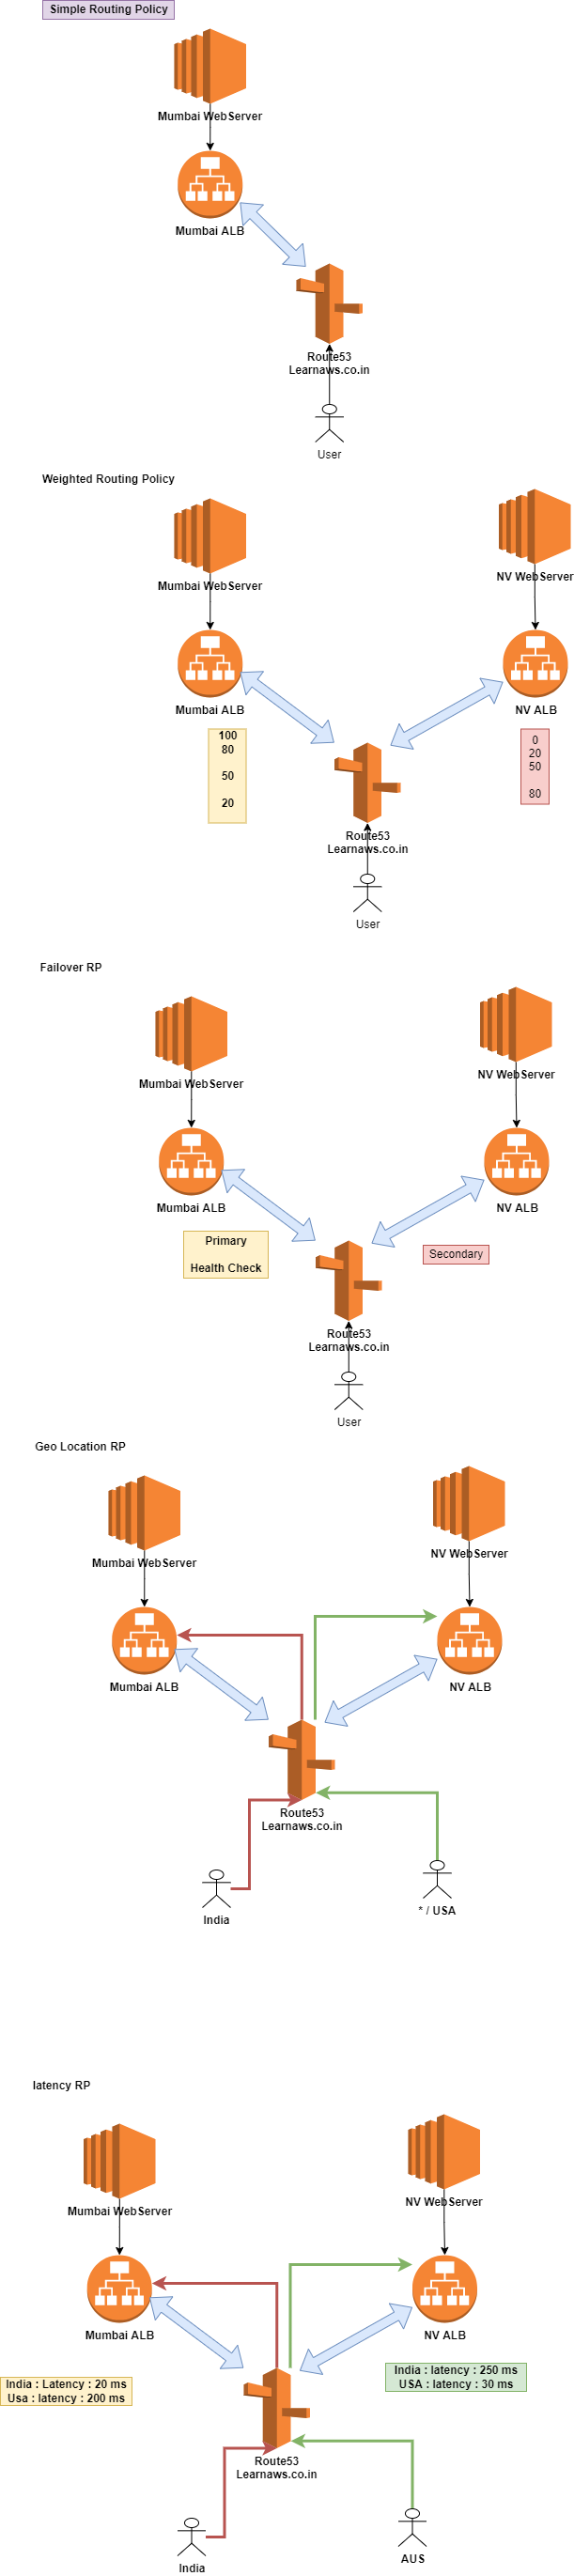 Simple Routing Policy
Mumbai WebServer
Mumbai ALB
Route53
Learnaws.co.in
User
Weighted Routing Policy
Mumbai WebServer
NV WebServer
Mumbai ALB
NV ALB
100
80
50
20
0
20
50
80
Route53
Learnaws.co.in
User
Failover RP
Mumbai WebServer
NV WebServer
Mumbai ALB
NV ALB
Primary
Health Check
Secondary
Route53
Learnaws.co.in
User
Geo Location RP
Mumbai WebServer
NV WebServer
Mumbai ALB
NV ALB
Route53
Learnaws.co.in
India
* / USA
latency RP
Mumbai WebServer
NV WebServer
Mumbai ALB
NV ALB
India : Latency : 20 ms
Usa : latency : 200 ms
India : latency : 250 ms
USA : latency : 30 ms
Route53
Learnaws.co.in
India
AUS